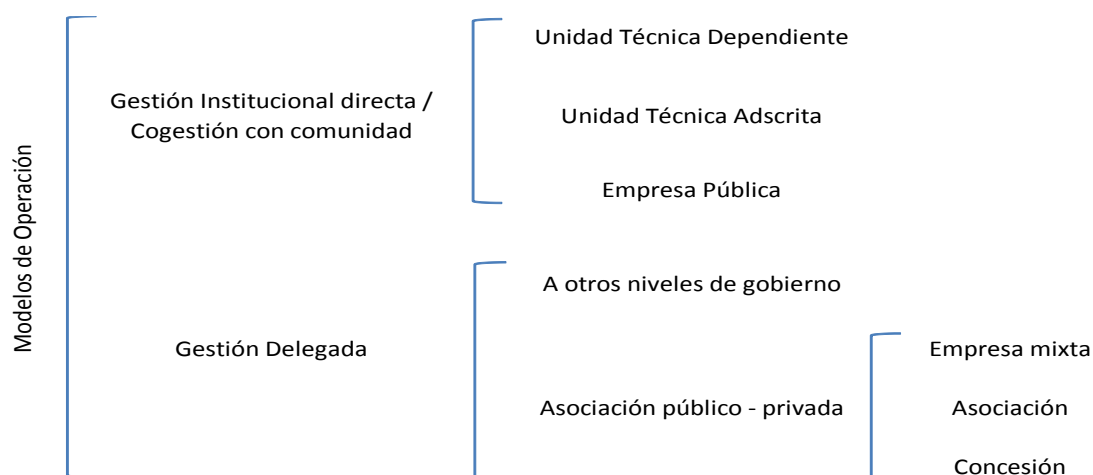 Modelos de Operación
Gestión Institucional directa /
Cogestión con comunidad
Unidad Técnica Dependiente
Unidad Técnica Adscrita
Empresa Pública
Gestión Delegada
A otros niveles de gobierno
Asociación público - privada
Empresa mixta
Asociación
Concesión